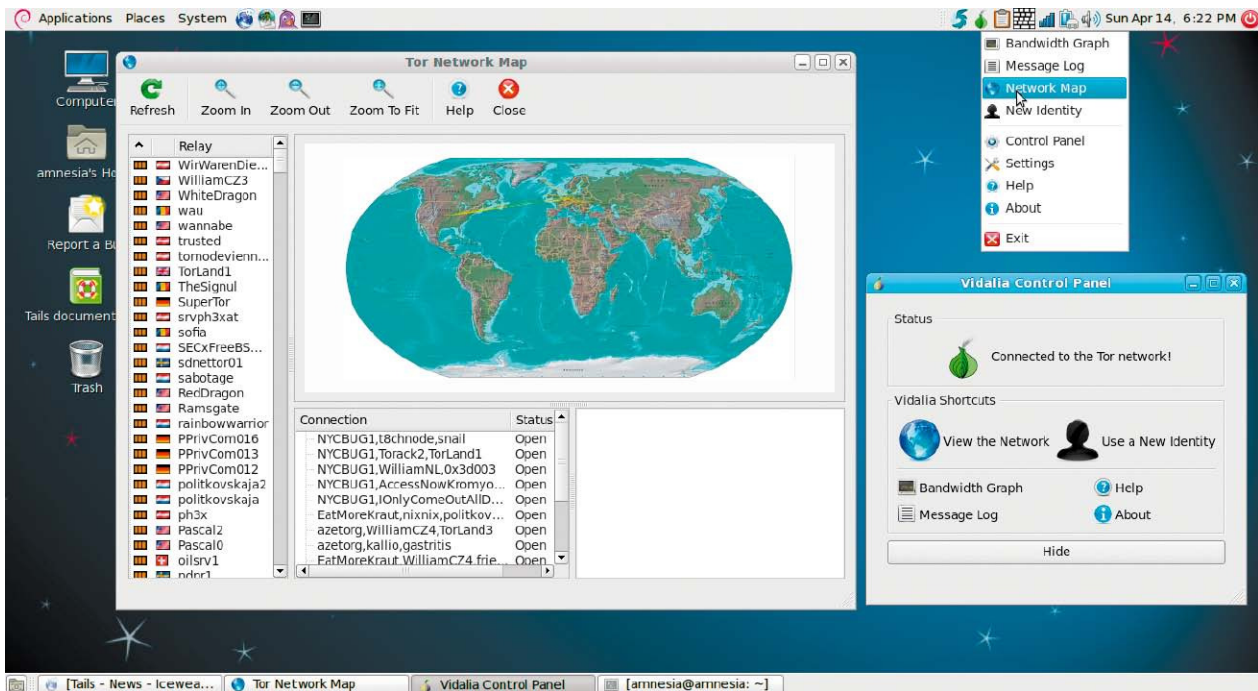 Applications Places System
Sun Apr 14, 6:22 PM
Bandwidth Graph
Message Log
Network Map
New Identity
Control Panel
Settings
Help
About
Exit
Computer
amnesia's Ho
Report a Bu
Tails document
Trash
Tor Network Map
Refresh Zoom In Zoom Out Zoom To Fit Help Close
Relay
WirWarenDie...
WilliamCZ3
WhiteDragon
wau
wannabe
trusted
tornodevienn...
TorLand1
TheSignul
SuperTor
srvph3xat
sofia
SECxFreeBS...
sdnettor01
sabotage
RedDragon
Ramsgate
rainbowwarrior
PPrivCom016
PPrivCom013
PPrivCom012
politkovskaja2
politkovskaja
ph3x
Pascal2
Pascal0
oilsrv1
ndnr1
Connection Status
NYCBUG1,t8chnode,snail Open
NYCBUG1,Torack2,TorLand1 Open
NYCBUG1,WilliamNL,0x3d003 Open
NYCBUG1,AccessNowKromyo... Open
NYCBUG1,IOnlyComeOutAllD... Open
EatMoreKraut,nixnix,politkov... Open
azetorg,WilliamCZ4,TorLand3 Open
azetorg,kallio,gastritis Open
EatMoreKraut,WilliamCZ4,frie... Open
Vidalia Control Panel
Status
Connected to the Tor network!
Vidalia Shortcuts
View the Network Use a New Identity
Bandwidth Graph Help
Message Log About
Hide
[Tails - News - Icewea... Tor Network Map Vidalia Control Panel [amnesia@amnesia: ~]